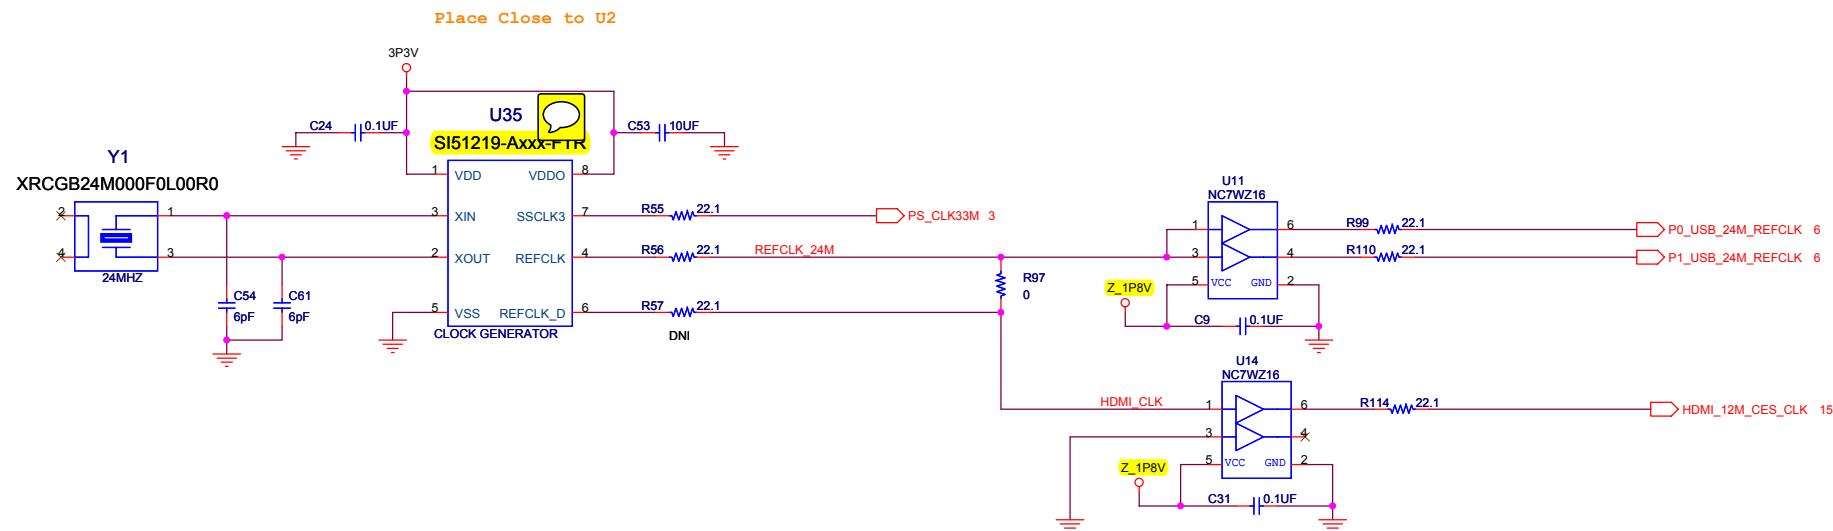 Place Close to U2
3P3V
U35
C24
0.1UF
C53
10UF
SI51219-Axxx-FTR
Y1
XRCGB24M000F0L00R0
1
VDD
VDDO
8
2
1
3
XIN
SSCLK3
7
R55
22.1
PS_CLK33M 3
4
3
2
XOUT
REFCLK
4
R56
22.1
REFCLK_24M
24MHZ
C54
6pF
C61
6pF
5
VSS
REFCLK_D
6
R57
22.1
CLOCK GENERATOR
DNI
R97
0
U11
NC7WZ16
1
6
R99
22.1
P0_USB_24M_REFCLK 6
3
4
R110
22.1
P1_USB_24M_REFCLK 6
Z_1P8V
5
VCC
GND
2
C9
0.1UF
U14
NC7WZ16
HDMI_CLK
1
6
R114
22.1
HDMI_12M_CES_CLK 15
3
4
Z_1P8V
5
VCC
GND
2
C31
0.1UF